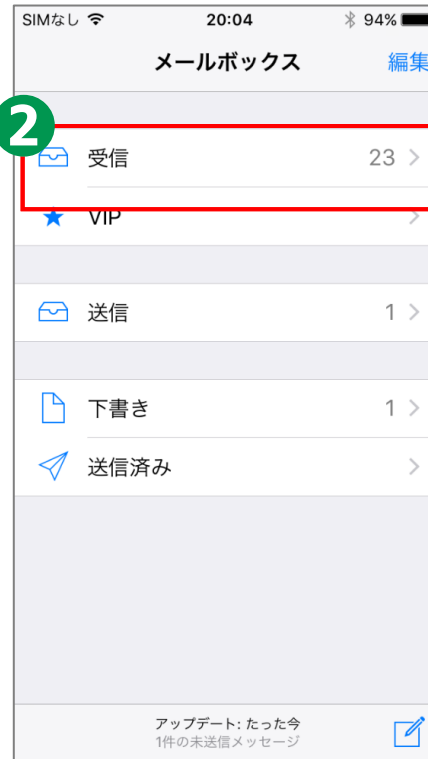 SIMなし 20:04 94%
メールボックス 編集
2
受信 23
VIP
送信 1
下書き 1
送信済み
アップデート: たった今
1件の未送信メッセージ